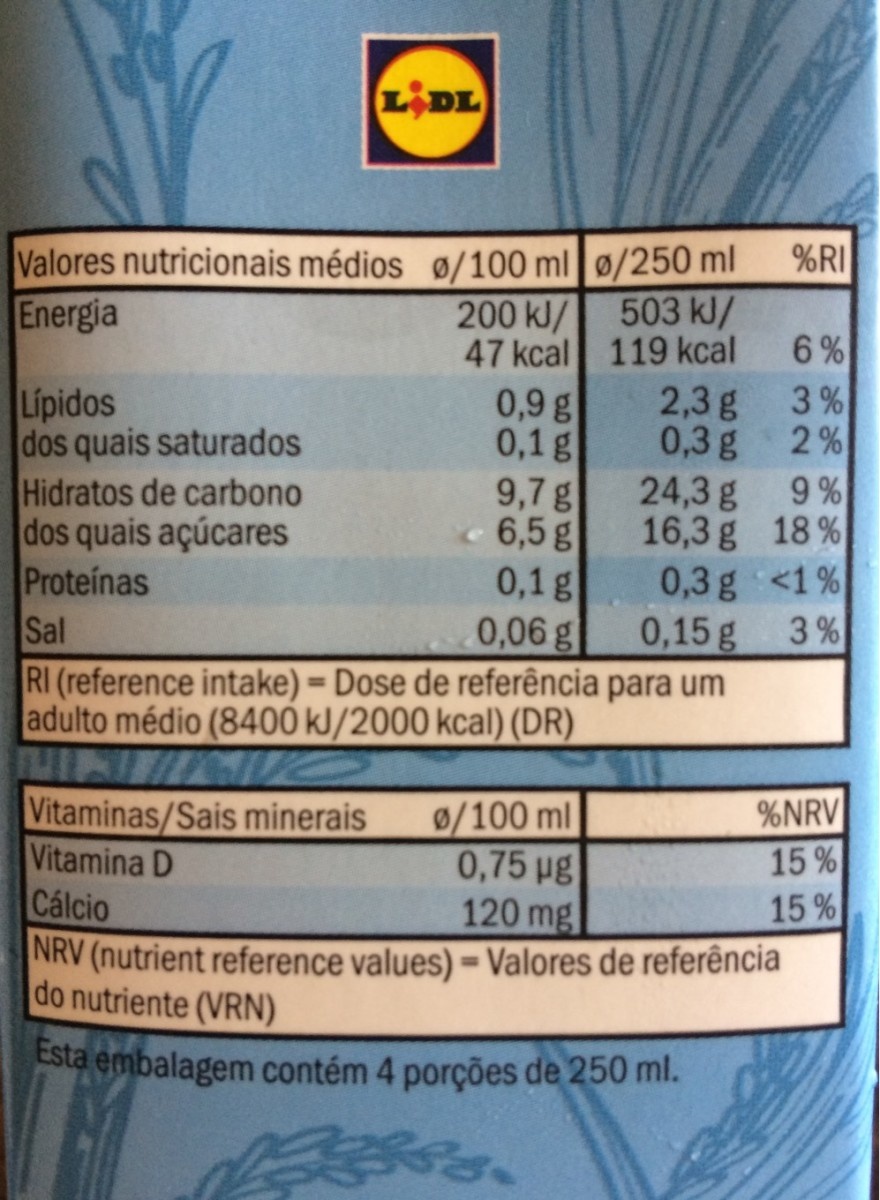 LIDL
Valores nutricionais médios ø/100 ml ø/250 ml %RI
Energia 200 kJ/ 503 kJ/
47 kcal 119 kcal 6 %
Lípidos 0,9 g 2,3 g 3 %
dos quais saturados 0,1 g 0,3 g 2 %
Hidratos de carbono 9,7 g 24,3 g 9 %
dos quais açúcares 6,5 g 16,3 g 18 %
Proteínas 0,1 g 0,3 g <1 %
Sal 0,06 g 0,15 g 3 %
RI (reference intake) = Dose de referência para um
adulto médio (8400 kJ/2000 kcal) (DR)
Vitaminas/Sais minerais ø/100 ml %NRV
Vitamina D 0,75 µg 15 %
Cálcio 120 mg 15 %
NRV (nutrient reference values) = Valores de referência
do nutriente (VRN)
Esta embalagem contém 4 porções de 250 ml.